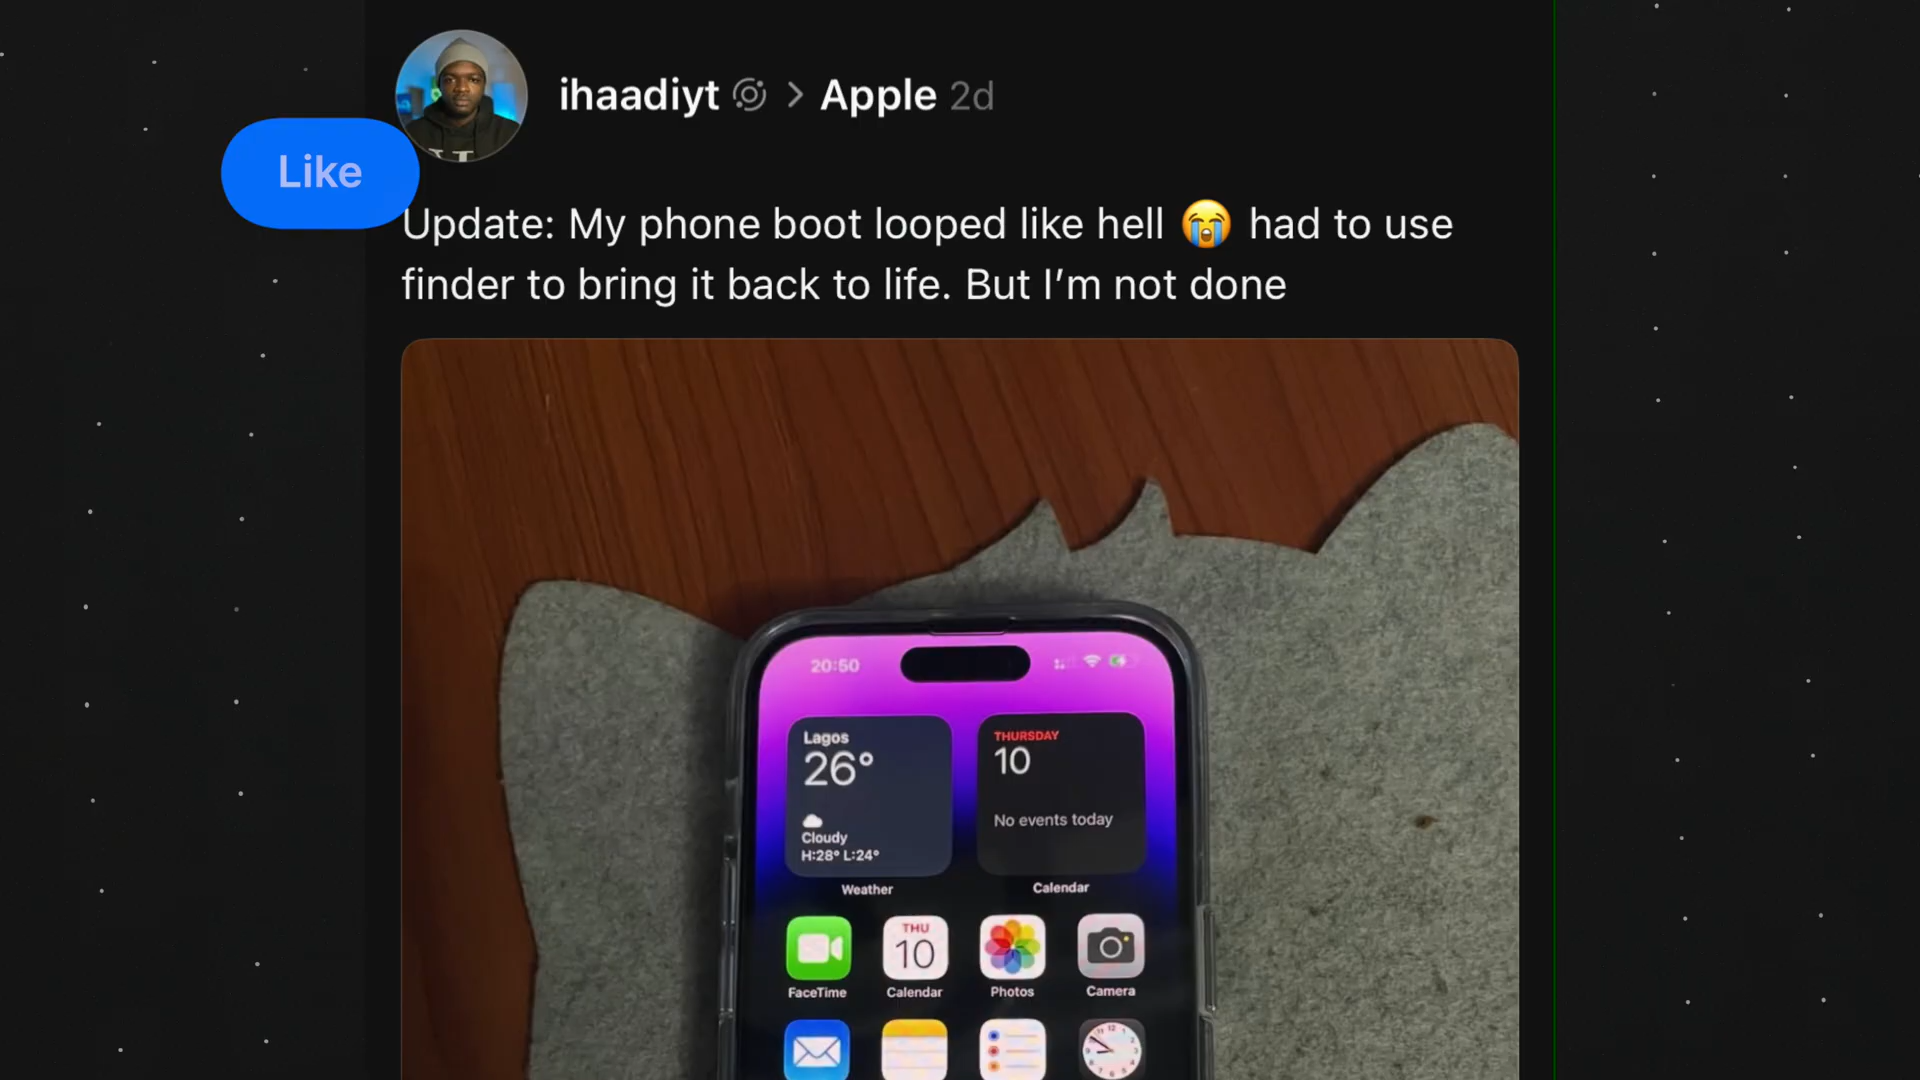 ihaadiyt > Apple 2d
Like
Update: My phone boot looped like hell 😭 had to use
finder to bring it back to life. But I’m not done
20:50
Lagos
26°
Cloudy
H:28° L:24°
Weather
THURSDAY
10
No events today
Calendar
THU
10
FaceTime
Calendar
Photos
Camera